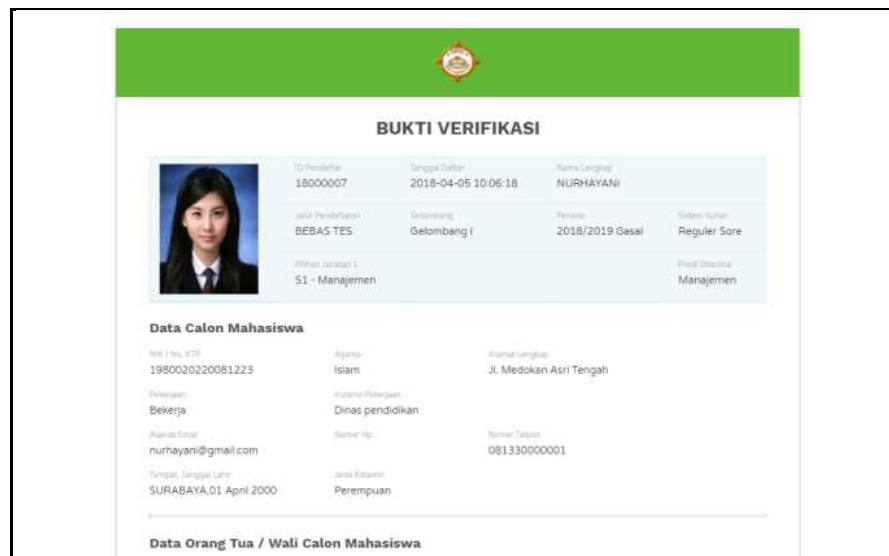 BUKTI VERIFIKASI
ID Pendaftar Tanggal Daftar Nama Lengkap
18000007 2018-04-05 10:06:18 NURHAYANI
Jalur Pendaftaran Gelombang Periode Sistem Kuliah
BEBAS TES Gelombang I 2018/2019 Gasal Reguler Sore
Pilihan Jurusan 1 Prodi Diterima
S1 - Manajemen Manajemen
Data Calon Mahasiswa
NIK / No. KTP Agama Alamat Lengkap
1980020220081223 Islam Jl. Medokan Asri Tengah
Pekerjaan Instansi Pekerjaan
Bekerja Dinas pendidikan
Alamat Email Nomer Hp Nomer Telpon
nurhayani@gmail.com 081330000001
Tempat, Tanggal Lahir Jenis Kelamin
SURABAYA,01 April 2000 Perempuan
Data Orang Tua / Wali Calon Mahasiswa